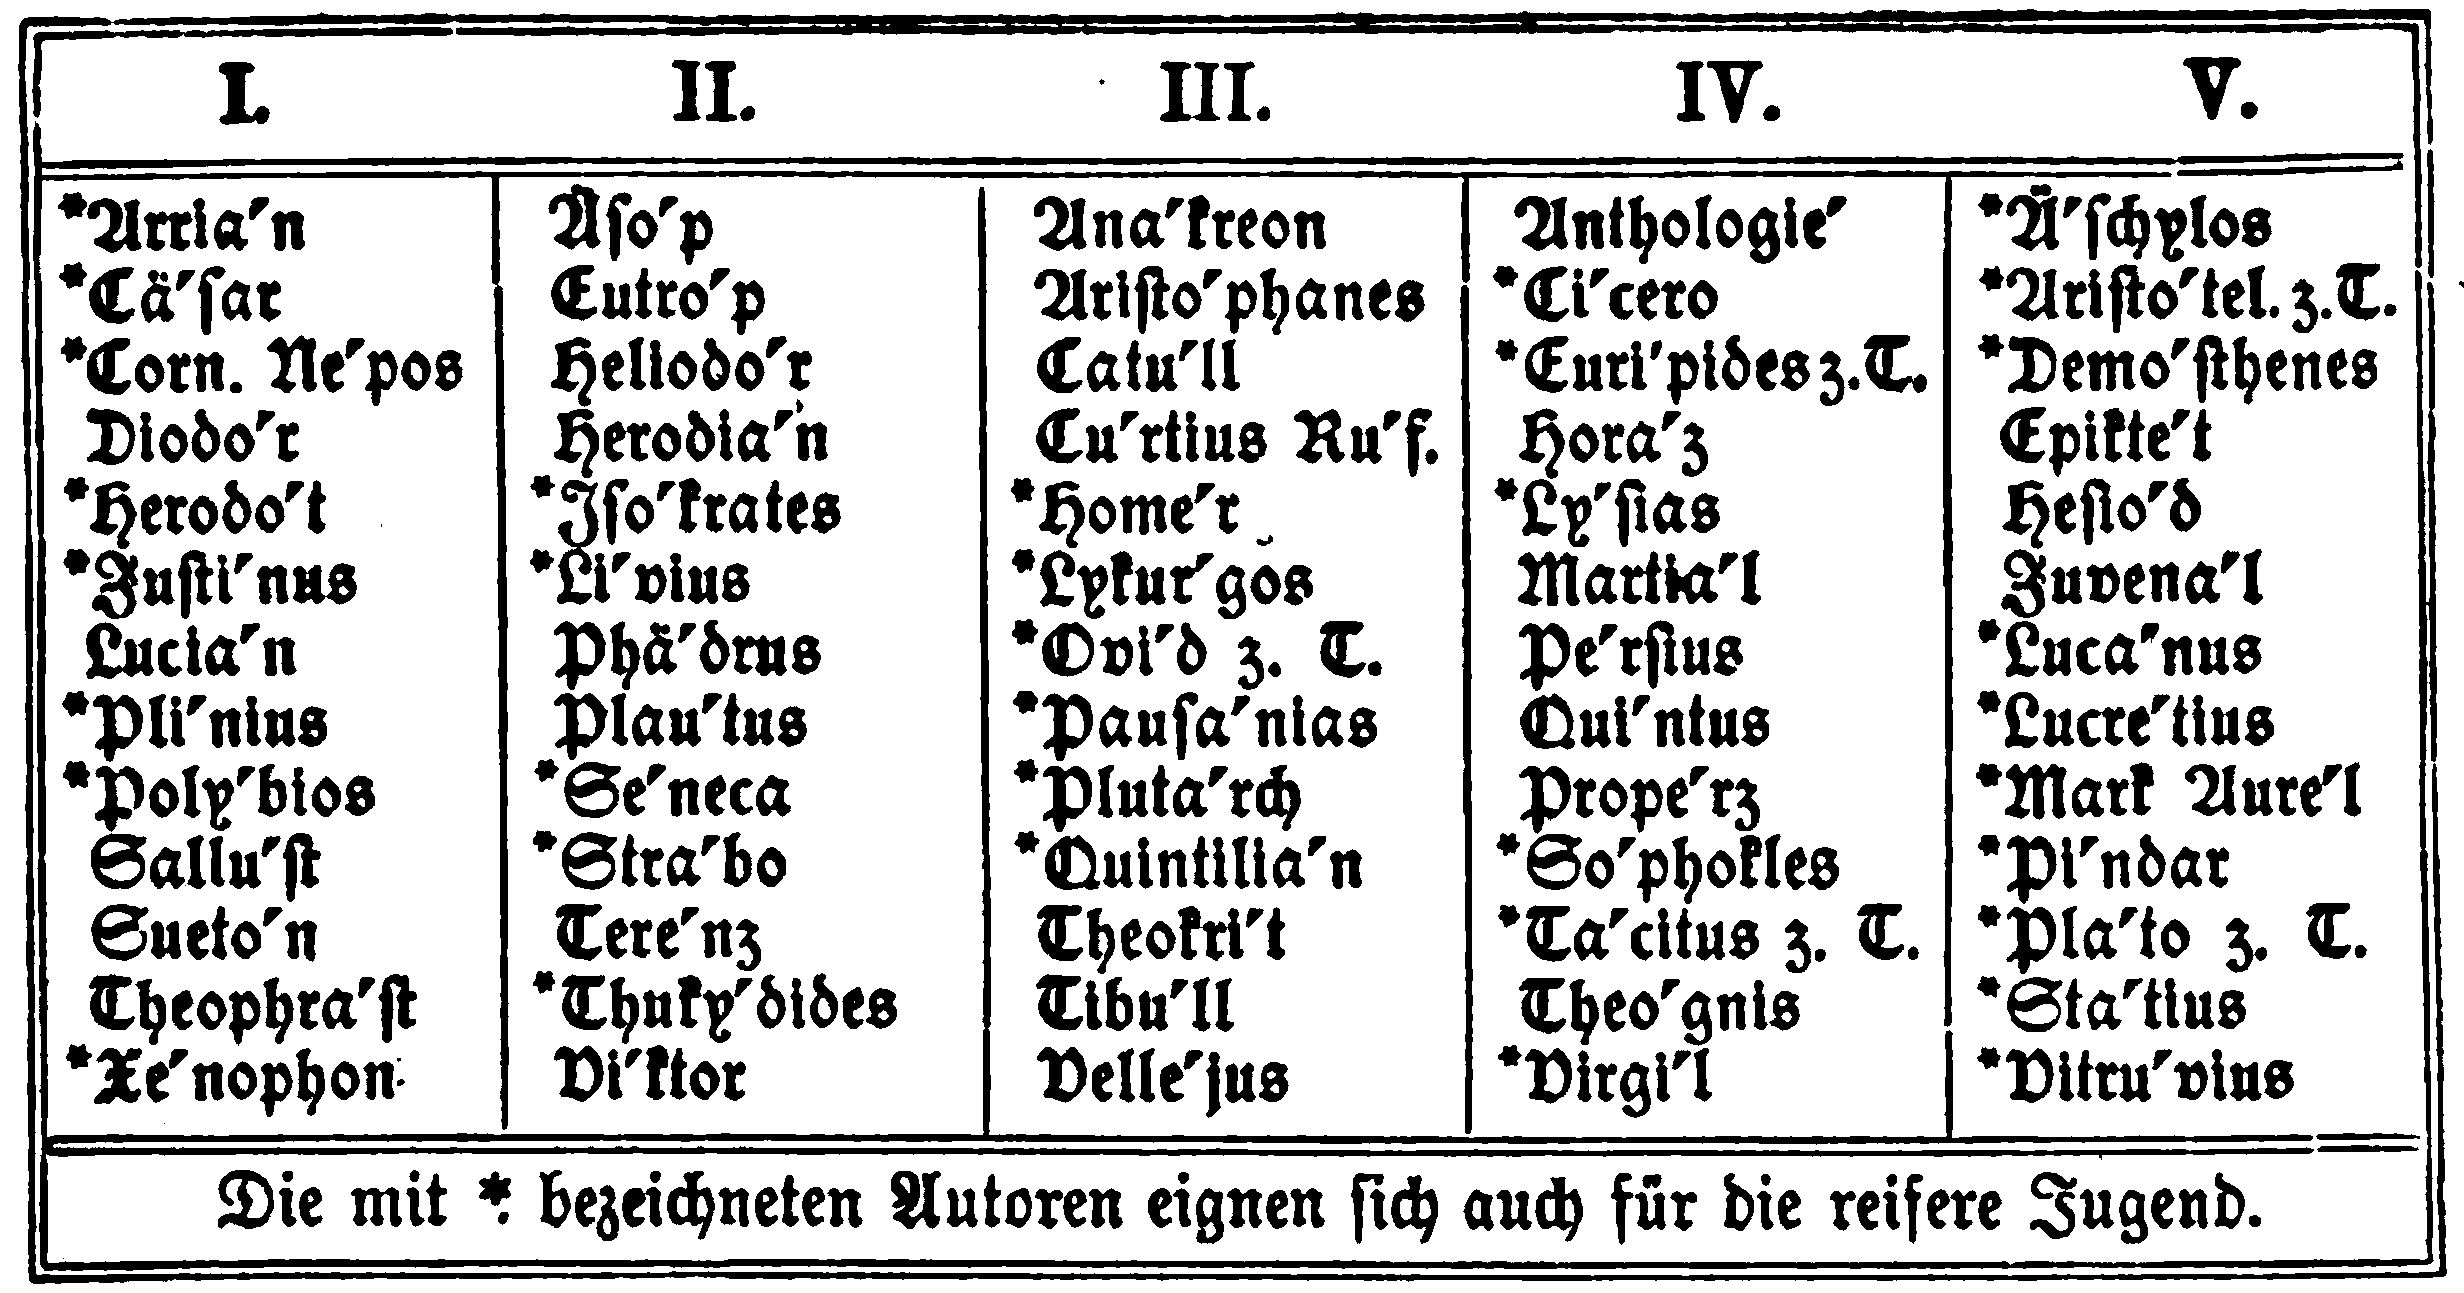 I. II. III. IV. V.
*Arria′n Äso′p Ana′kreon Anthologie′ *Ä′schylos
*Cä′sar Eutro′p Aristo′phanes *Ci′cero *Aristo′tel. z. T.
*Corn. Ne′pos Heliodo′r Catu′ll *Euri′pides z. T. *Demo′sthenes
Diodo′r Herodia′n Cu′rtius Ru′f. Hora′z Epikte′t
*Herodo′t *Iso′krates *Home′r *Ly′sias Hesio′d
*Justi′nus *Li′vius *Lykur′gos Martia′l Juvena′l
Lucia′n Phä′drus *Ovi′d z. T. Pe′rsius *Luca′nus
*Pli′nius Plau′tus *Pausa′nias Qui′ntus *Lucre′tius
*Poly′bios *Se′neca *Pluta′rch Prope′rz *Mark Aure′l
Sallu′st *Stra′bo *Quintilia′n *So′phokles *Pi′ndar
Sueto′n Tere′nz Theokri′t *Ta′citus z. T. *Pla′to z. T.
Theophra′st *Thuky′dides Tibu′ll Theo′gnis *Sta′tius
*Xe′nophon Vi′ktor Velle′jus *Virgi′l *Vitru′vius
Die mit *. bezeichneten Autoren eignen sich auch für die reifere Jugend.